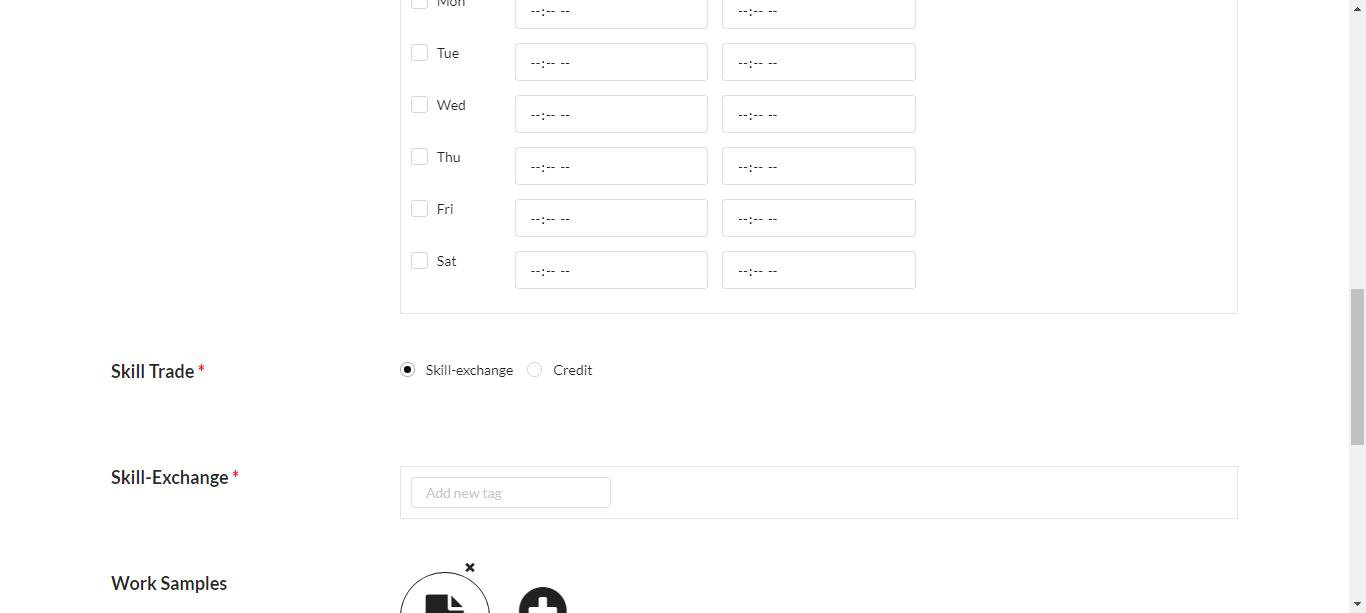 Mon --:-- -- --:-- --
Tue --:-- -- --:-- --
Wed --:-- -- --:-- --
Thu --:-- -- --:-- --
Fri --:-- -- --:-- --
Sat --:-- -- --:-- --
Skill Trade * Skill-exchange Credit
Skill-Exchange * Add new tag
Work Samples